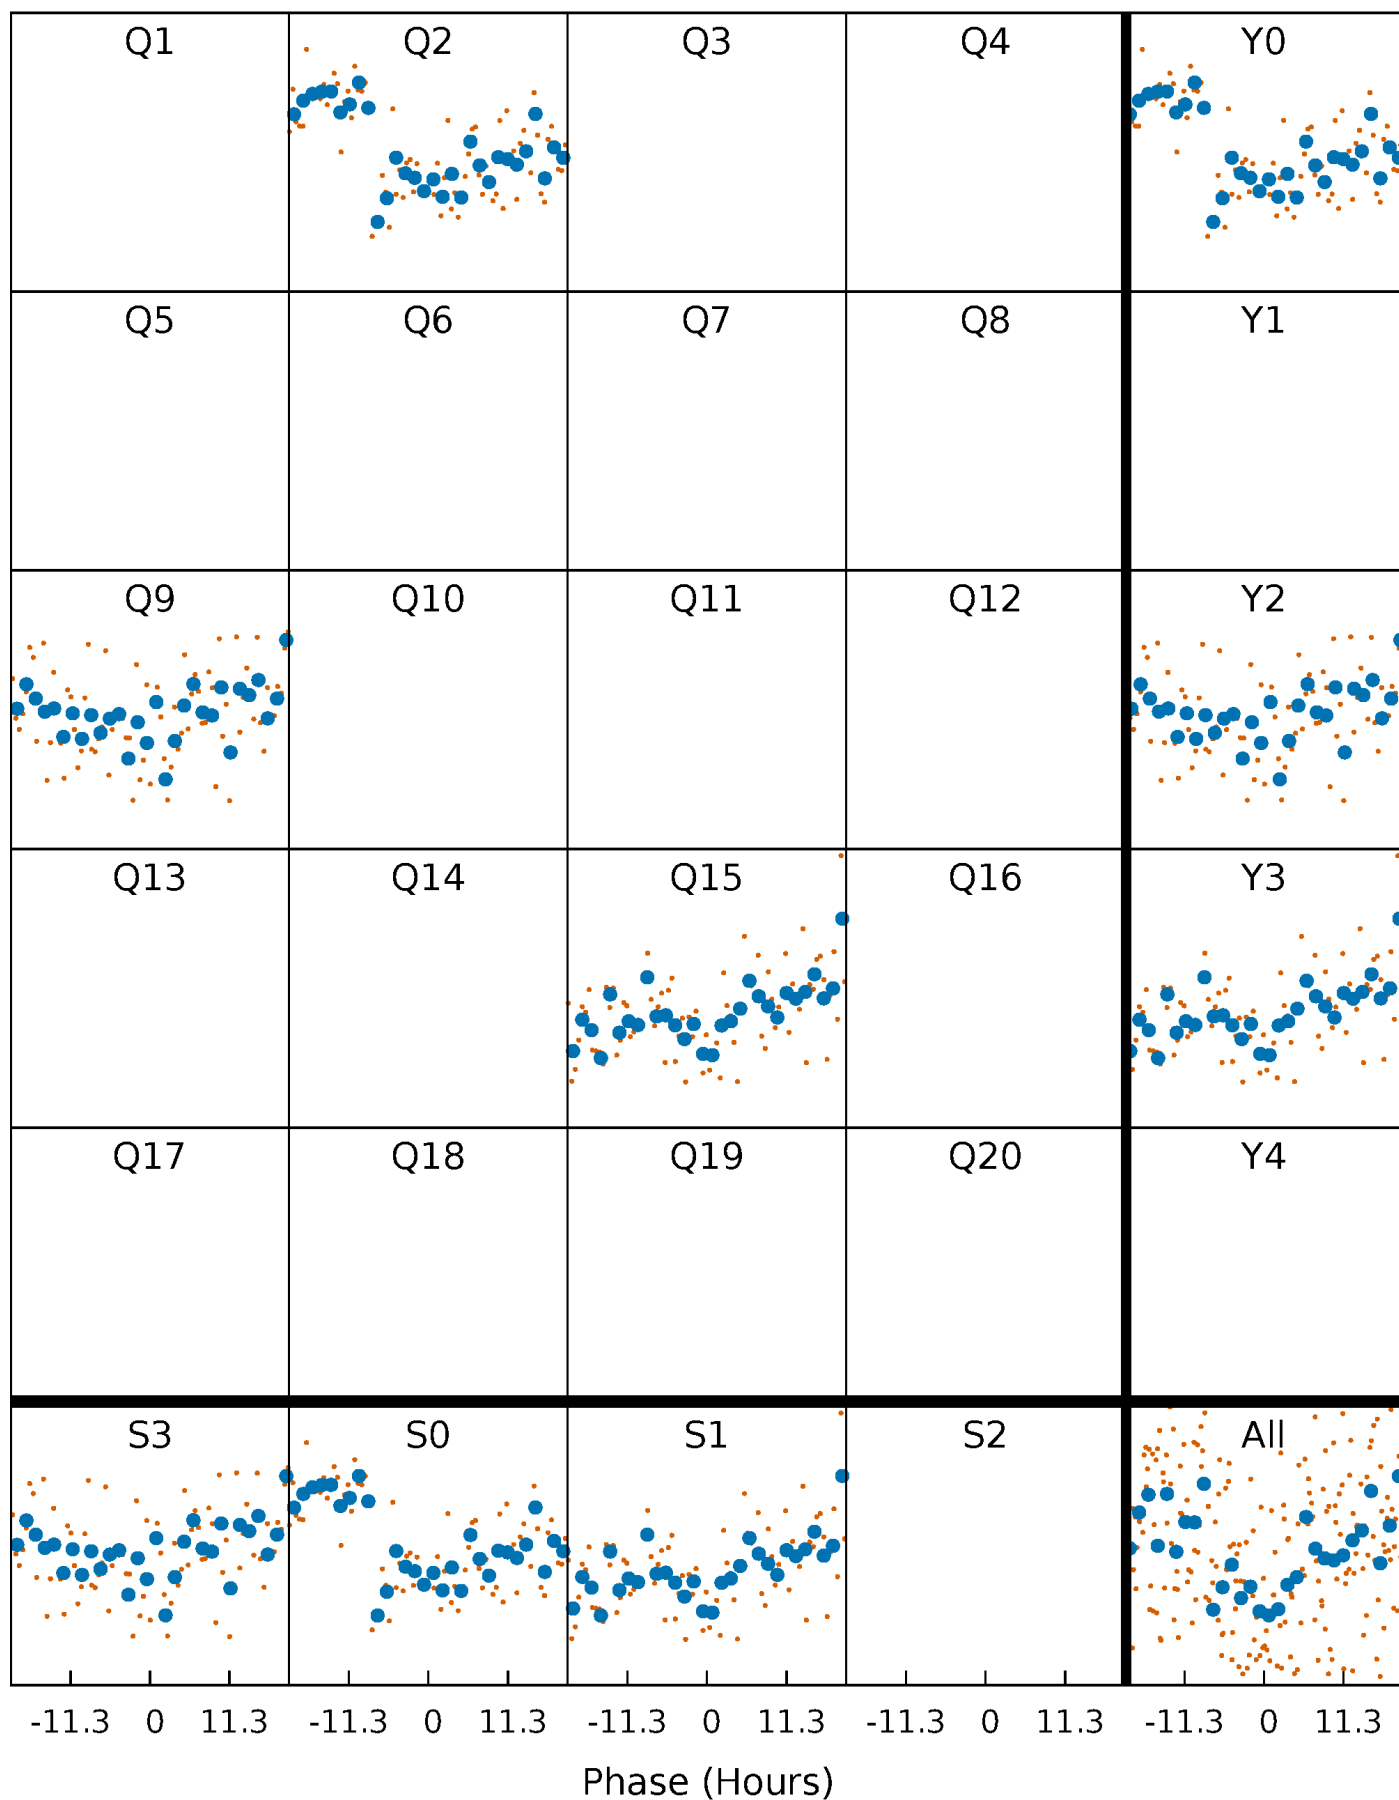 Q1 Q2 Q3 Q4 Y0
Q5 Q6 Q7 Q8 Y1
Q9 Q10 Q11 Q12 Y2
Q13 Q14 Q15 Q16 Y3
Q17 Q18 Q19 Q20 Y4
S3 S0 S1 S2 All
-11.3 0 11.3 -11.3 0 11.3 -11.3 0 11.3 -11.3 0 11.3 -11.3 0 11.3
Phase (Hours)